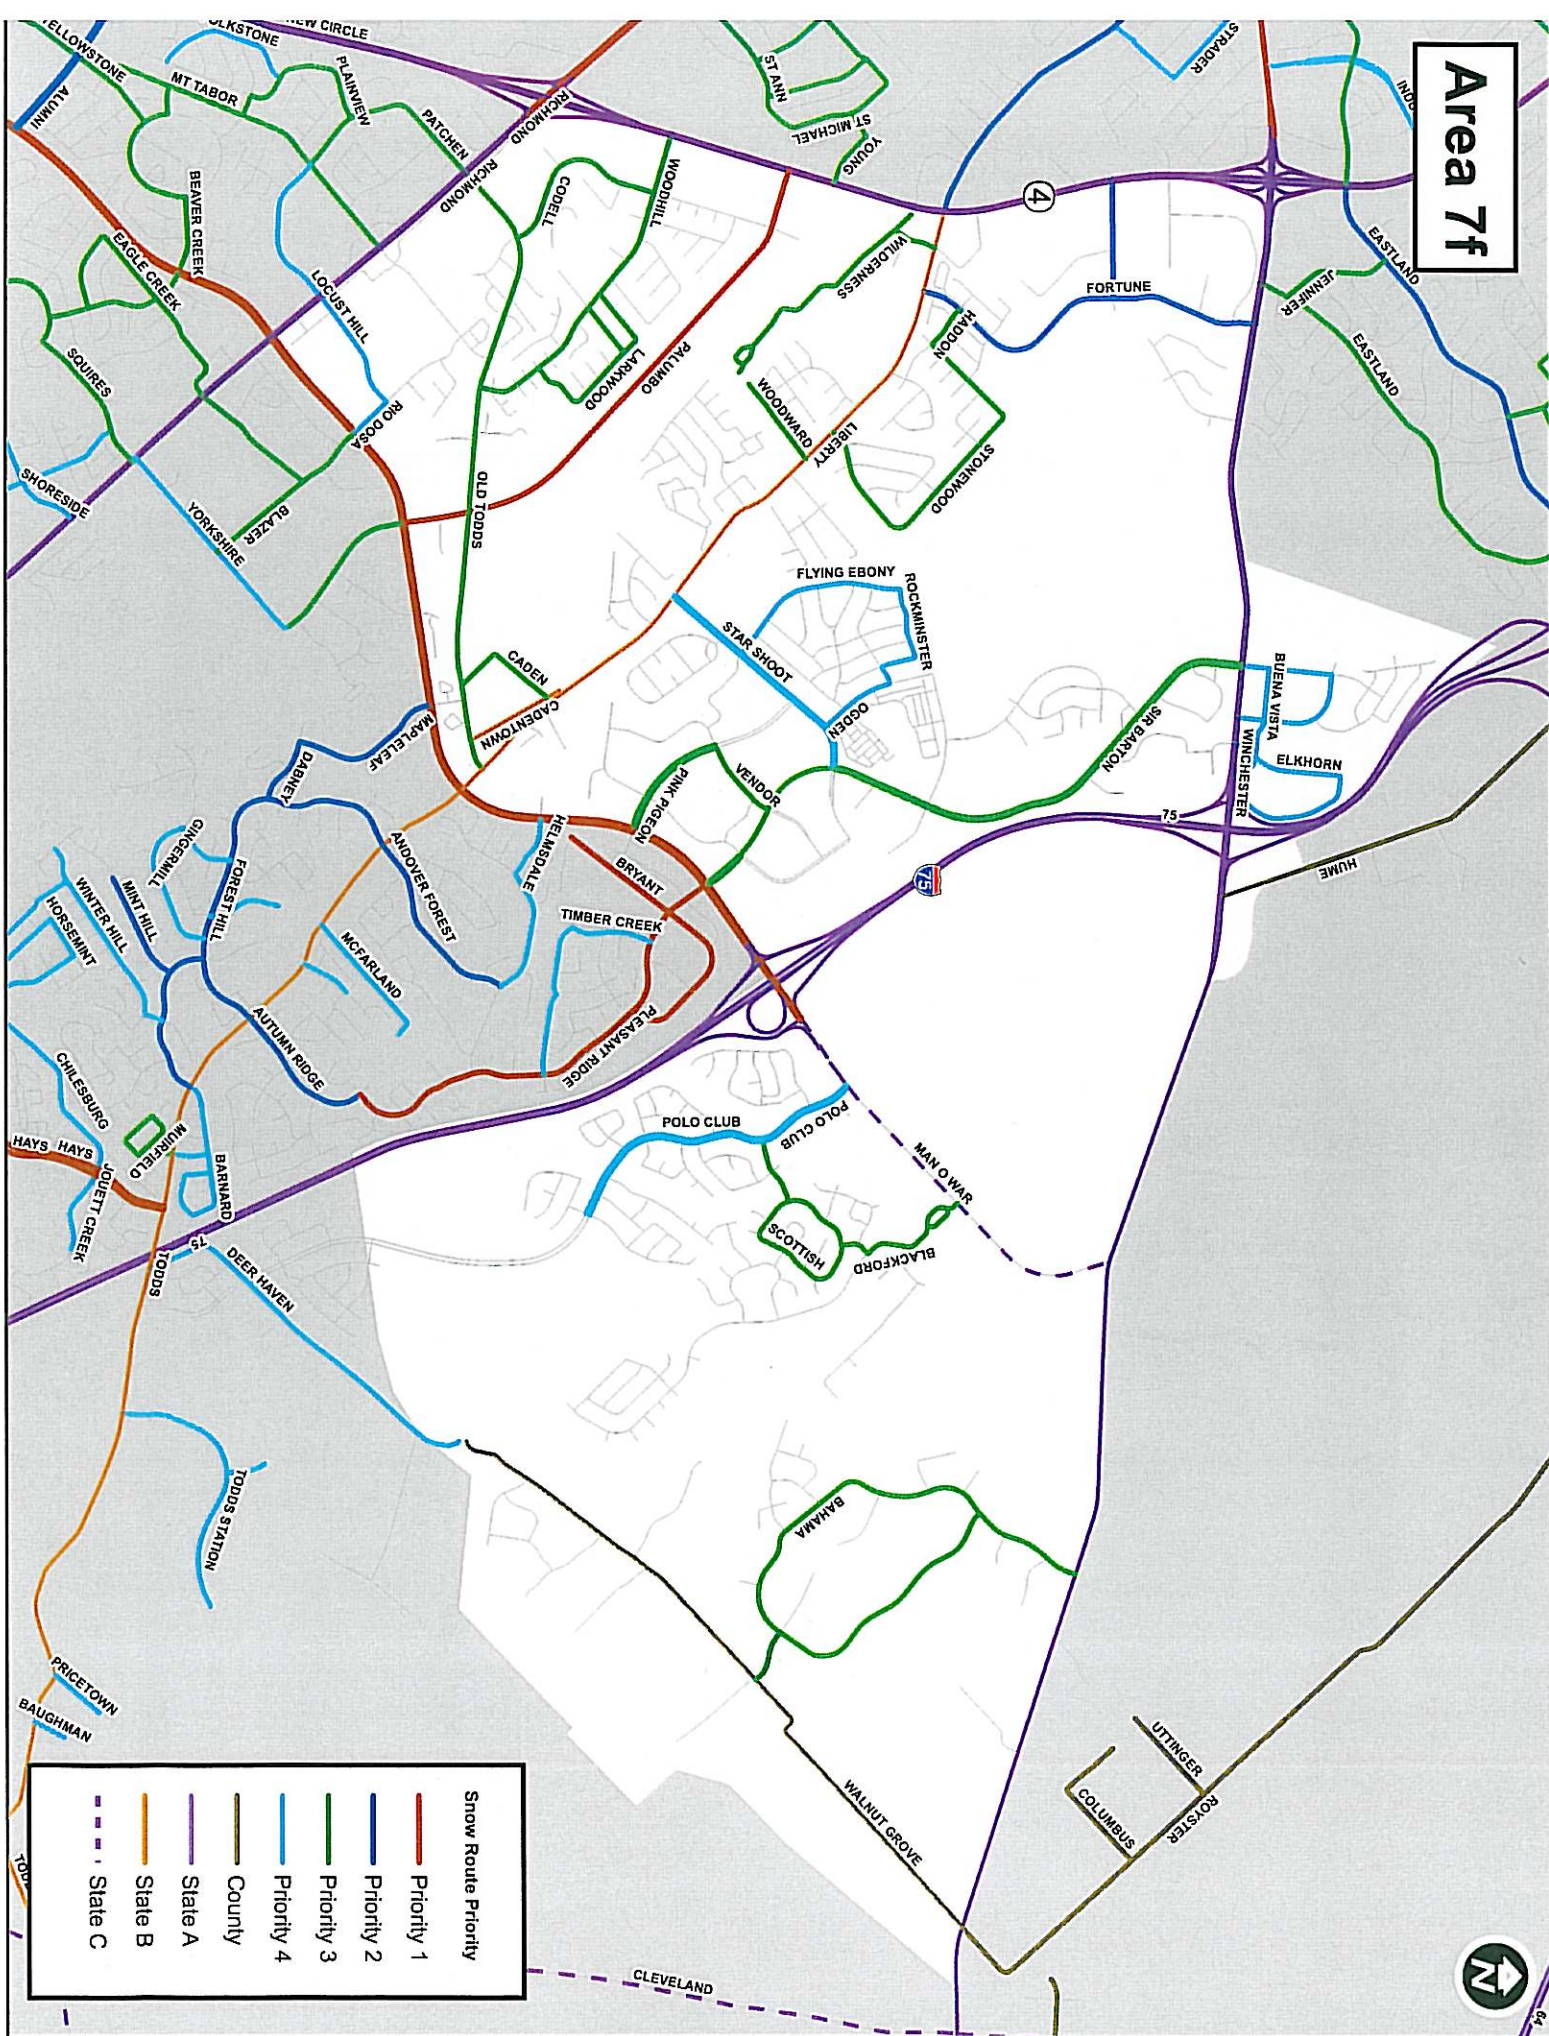 Area 7f
NEW CIRCLE
YELLOWSTONE
MT TABOR
PLAINVIEW
ALUMNI
PATCHEN
RICHMOND
RICHMOND
BEAVER CREEK
EAGLE CREEK
LOCUST HILL
SQUIRES
RIO DOSA
SHORESIDE
YORKSHIRE
BLAZER
CODELL
WOODHILL
LARKWOOD
PALUMBO
OLD TODDS
ST ANN
ST MICHAEL
YOUNG
STRADER
4
WILDERNESS
HADDON
FORTUNE
EASTLAND
JENNIFER
EASTLAND
WOODWARD
LIBERTY
STONEWOOD
FLYING EBONY
ROCKMINSTER
STAR SHOOT
OGDEN
CADEN
CADENTOWN
SIR BARTON
BUENA VISTA
WINCHESTER
ELKHORN
HUME
75
75
PINK PIGEON
VENDOR
MAPLELEAF
DABNEY
HELMSDALE
BRYANT
ANDOVER FOREST
TIMBER CREEK
PLEASANT RIDGE
GINGERMILL
FOREST HILL
MINT HILL
WINTER HILL
HORSEMINT
MCFARLAND
AUTUMN RIDGE
CHILESBURG
MUIRFIELD
BARNARD
HAYS
HAYS
JOUETT CREEK
75
TODDS
DEER HAVEN
POLO CLUB
POLO CLUB
MAN O WAR
SCOTTISH
BLACKFORD
TODDS STATION
PRICETOWN
BAUGHMAN
BAHAMA
WALNUT GROVE
UTTINGER
COLUMBUS
ROYSTER
CLEVELAND
64
N
Snow Route Priority
Priority 1
Priority 2
Priority 3
Priority 4
County
State A
State B
State C